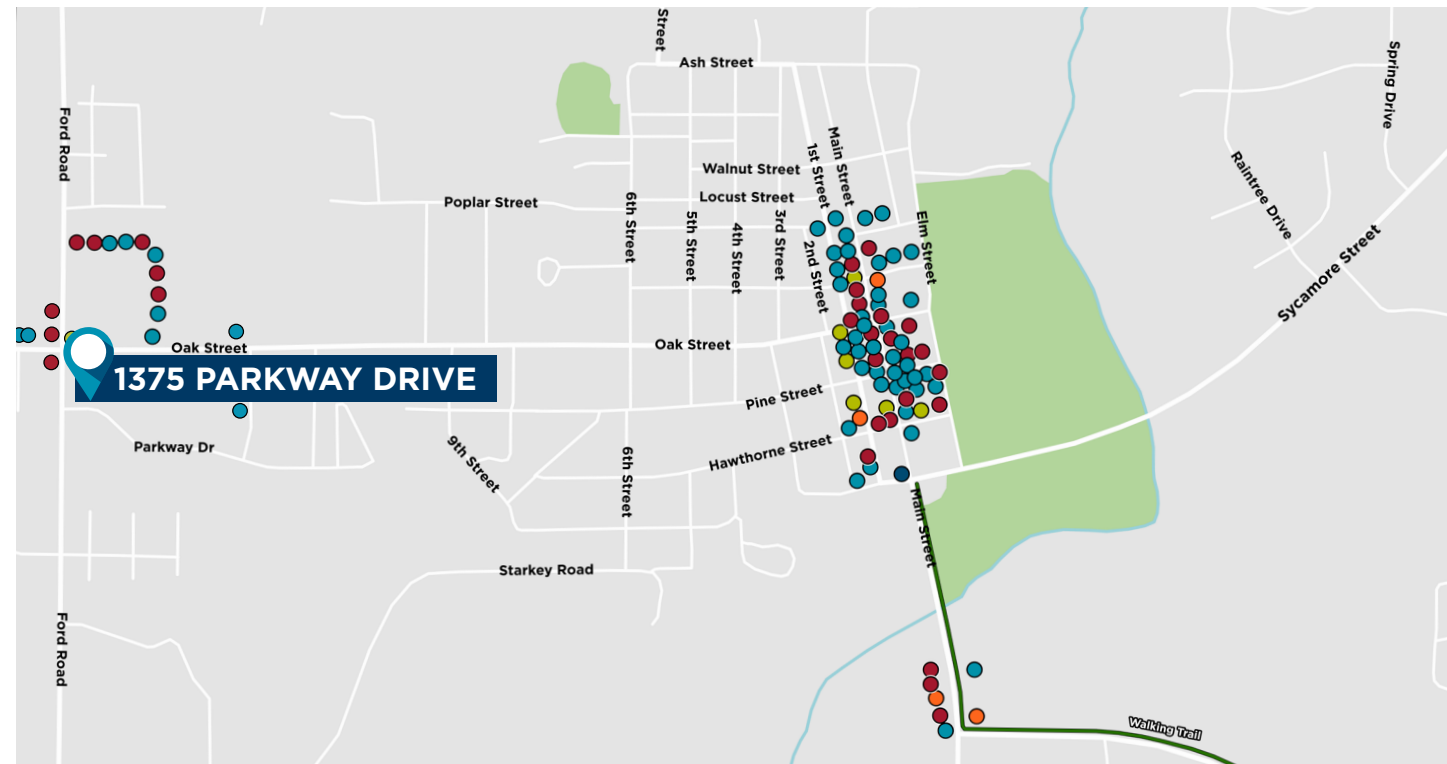 Street
Ash Street
Spring Drive
Ford Road
Main Street
1st Street
Walnut Street
Raintree Drive
Locust Street
Poplar Street
6th Street
5th Street
4th Street
3rd Street
2nd Street
Elm Street
Sycamore Street
Oak Street
Oak Street
1375 PARKWAY DRIVE
Pine Street
Parkway Dr
9th Street
6th Street
Hawthorne Street
Main Street
Starkey Road
Ford Road
Walking Trail